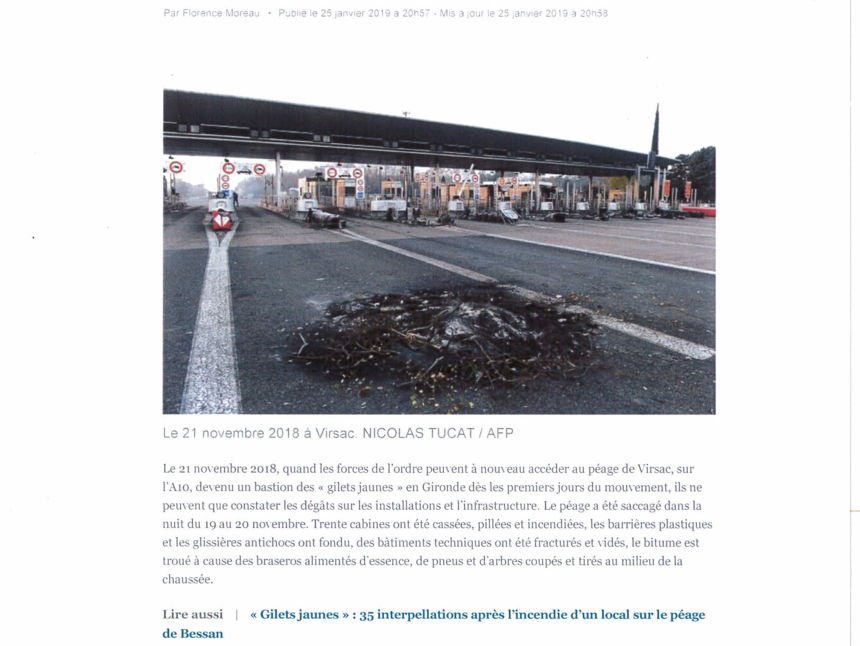 Par Florence Moreau • Publié le 25 janvier 2019 à 20h57 - Mis à jour le 25 janvier 2019 à 20h58
Le 21 novembre 2018 à Virsac. NICOLAS TUCAT / AFP
Le 21 novembre 2018, quand les forces de l'ordre peuvent à nouveau accéder au péage de Virsac, sur
l'A10, devenu un bastion des « gilets jaunes » en Gironde dès les premiers jours du mouvement, ils ne
peuvent que constater les dégâts sur les installations et l'infrastructure. Le péage a été saccagé dans la
nuit du 19 au 20 novembre. Trente cabines ont été cassées, pillées et incendiées, les barrières plastiques
et les glissières antichocs ont fondu, des bâtiments techniques ont été fracturés et vidés, le bitume est
troué à cause des braseros alimentés d'essence, de pneus et d'arbres coupés et tirés au milieu de la
chaussée.
Lire aussi | « Gilets jaunes » : 35 interpellations après l'incendie d'un local sur le péage
de Bessan